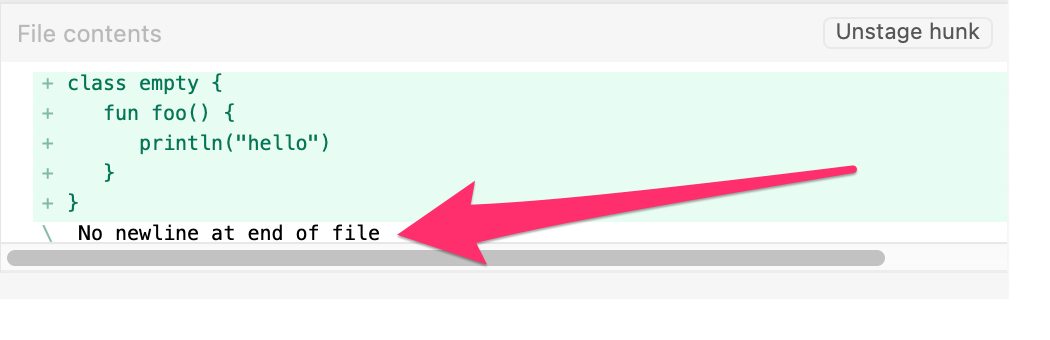 File contents
Unstage hunk
+ class empty {
+    fun foo() {
+       println("hello")
+    }
+ }
\ No newline at end of file